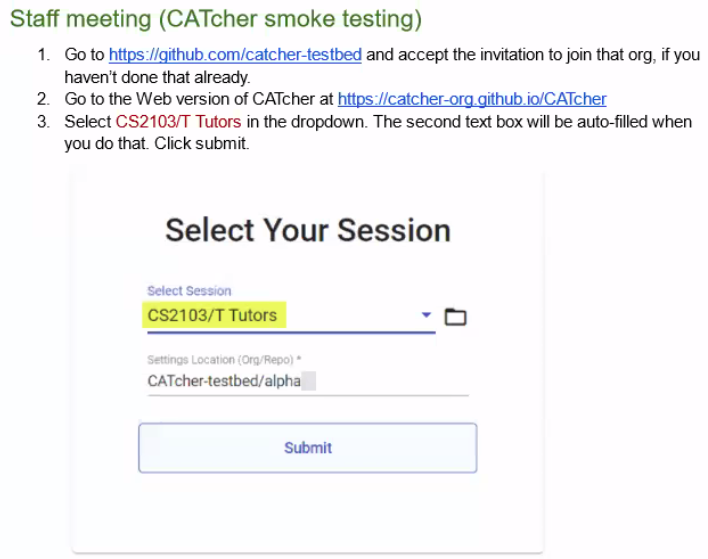 Staff meeting (CATcher smoke testing)
1. Go to https://github.com/catcher-testbed and accept the invitation to join that org, if you
haven't done that already.
2. Go to the Web version of CATcher at https://catcher-org.github.io/CATcher
3. Select CS2103/T Tutors in the dropdown. The second text box will be auto-filled when
you do that. Click submit.
Select Your Session
Select Session
CS2103/T Tutors
Settings Location (Org/Repo) *
CATcher-testbed/alpha
Submit